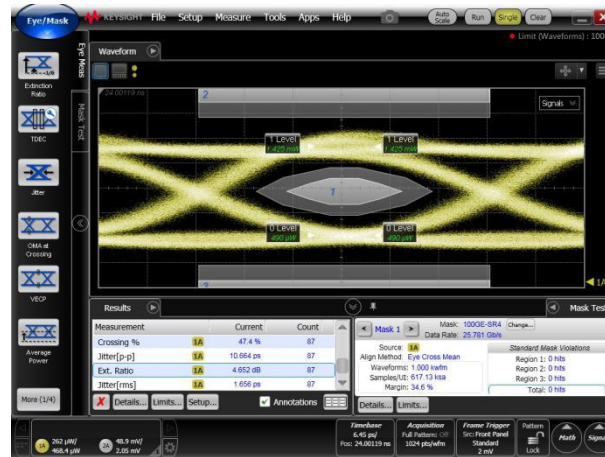 Eye/Mask
KEYSIGHT File Setup Measure Tools Apps Help
Auto Scale
Run
Single
Clear
Limit (Waveforms) : 100
Waveform
Eye Meas
Mask Test
Extinction Ratio
TDEC
Jitter
OMA at Crossing
VECP
Average Power
More (1/4)
24.00119 ns
2
Signals
1 Level
1.425 mW
1 Level
1.425 mW
1
0 Level
490 µW
0 Level
490 µW
1A
Results
Mask Test
Measurement Current Count
Crossing % 1A 47.4 % 87
Jitter[p-p] 1A 10.664 ps 87
Ext. Ratio 1A 4.652 dB 87
Jitter[rms] 1A 1.656 ps 87
Details... Limits... Setup... Annotations
Mask 1
Mask: 100GE-SR4 Change...
Data Rate: 25.781 Gb/s
Source: 1A
Align Method: Eye Cross Mean
Waveforms: 1.000 kwfm
Samples/UI: 617.13 ksa
Margin: 34.6 %
Standard Mask Violations
Region 1: 0 hits
Region 2: 0 hits
Region 3: 0 hits
Total: 0 hits
Details... Limits...
1A 262 µW/
468.4 µW
2A 48.9 mV/
2.05 mV
Timebase
6.45 ps/
Pos: 24.00119 ns
Acquisition
Full Pattern: Off
1024 pts/wfm
Frame Trigger
Src: Front Panel
Standard
2 mV
Pattern
Lock
Math